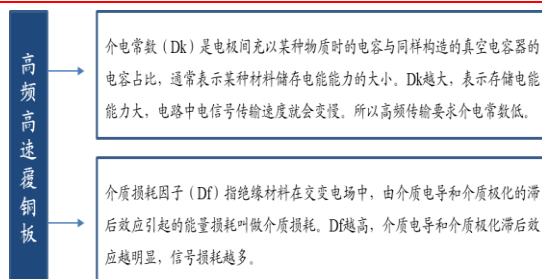 高频高速覆铜板
介电常数（Dk）是电极间充以某种物质时的电容与同样构造的真空电容器的
电容占比，通常表示某种材料储存电能能力的大小。Dk越大，表示存储电能
能力大，电路中电信号传输速度就会变慢。所以高频传输要求介电常数低。
介质损耗因子（Df）指绝缘材料在交变电场中，由介质电导和介质极化的滞
后效应引起的能量损耗叫做介质损耗。Df越高，介质电导和介质极化滞后效
应越明显，信号损耗越多。